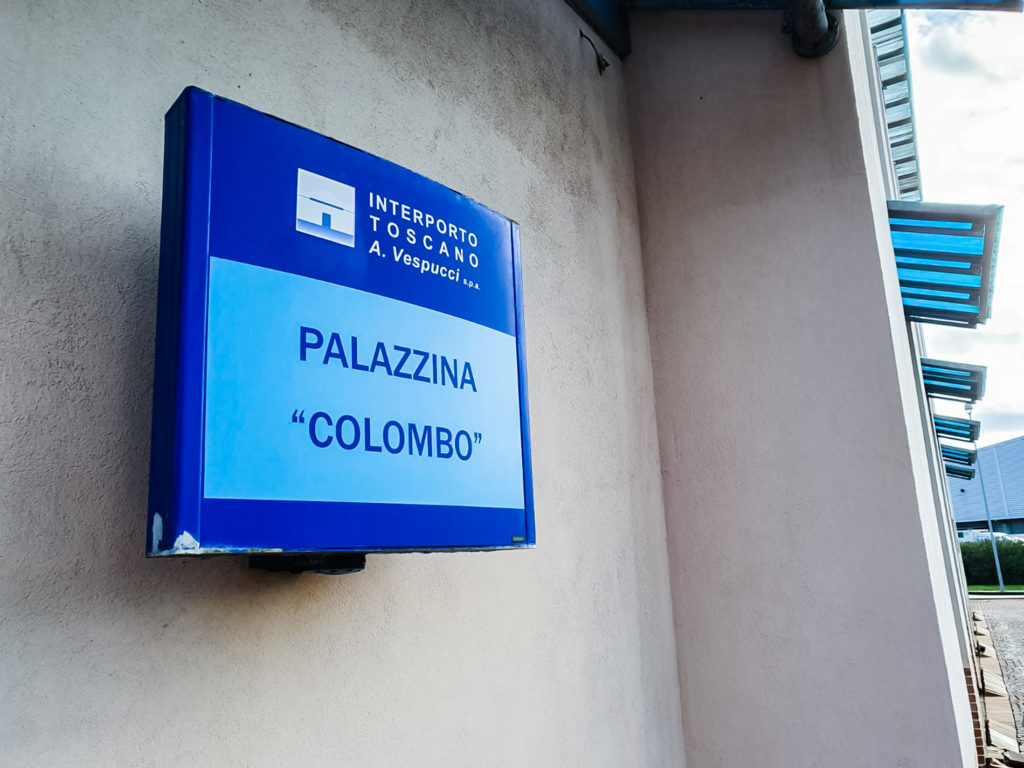 INTERPORTO
TOSCANO
A. Vespucci s.p.a.
PALAZZINA
“COLOMBO”